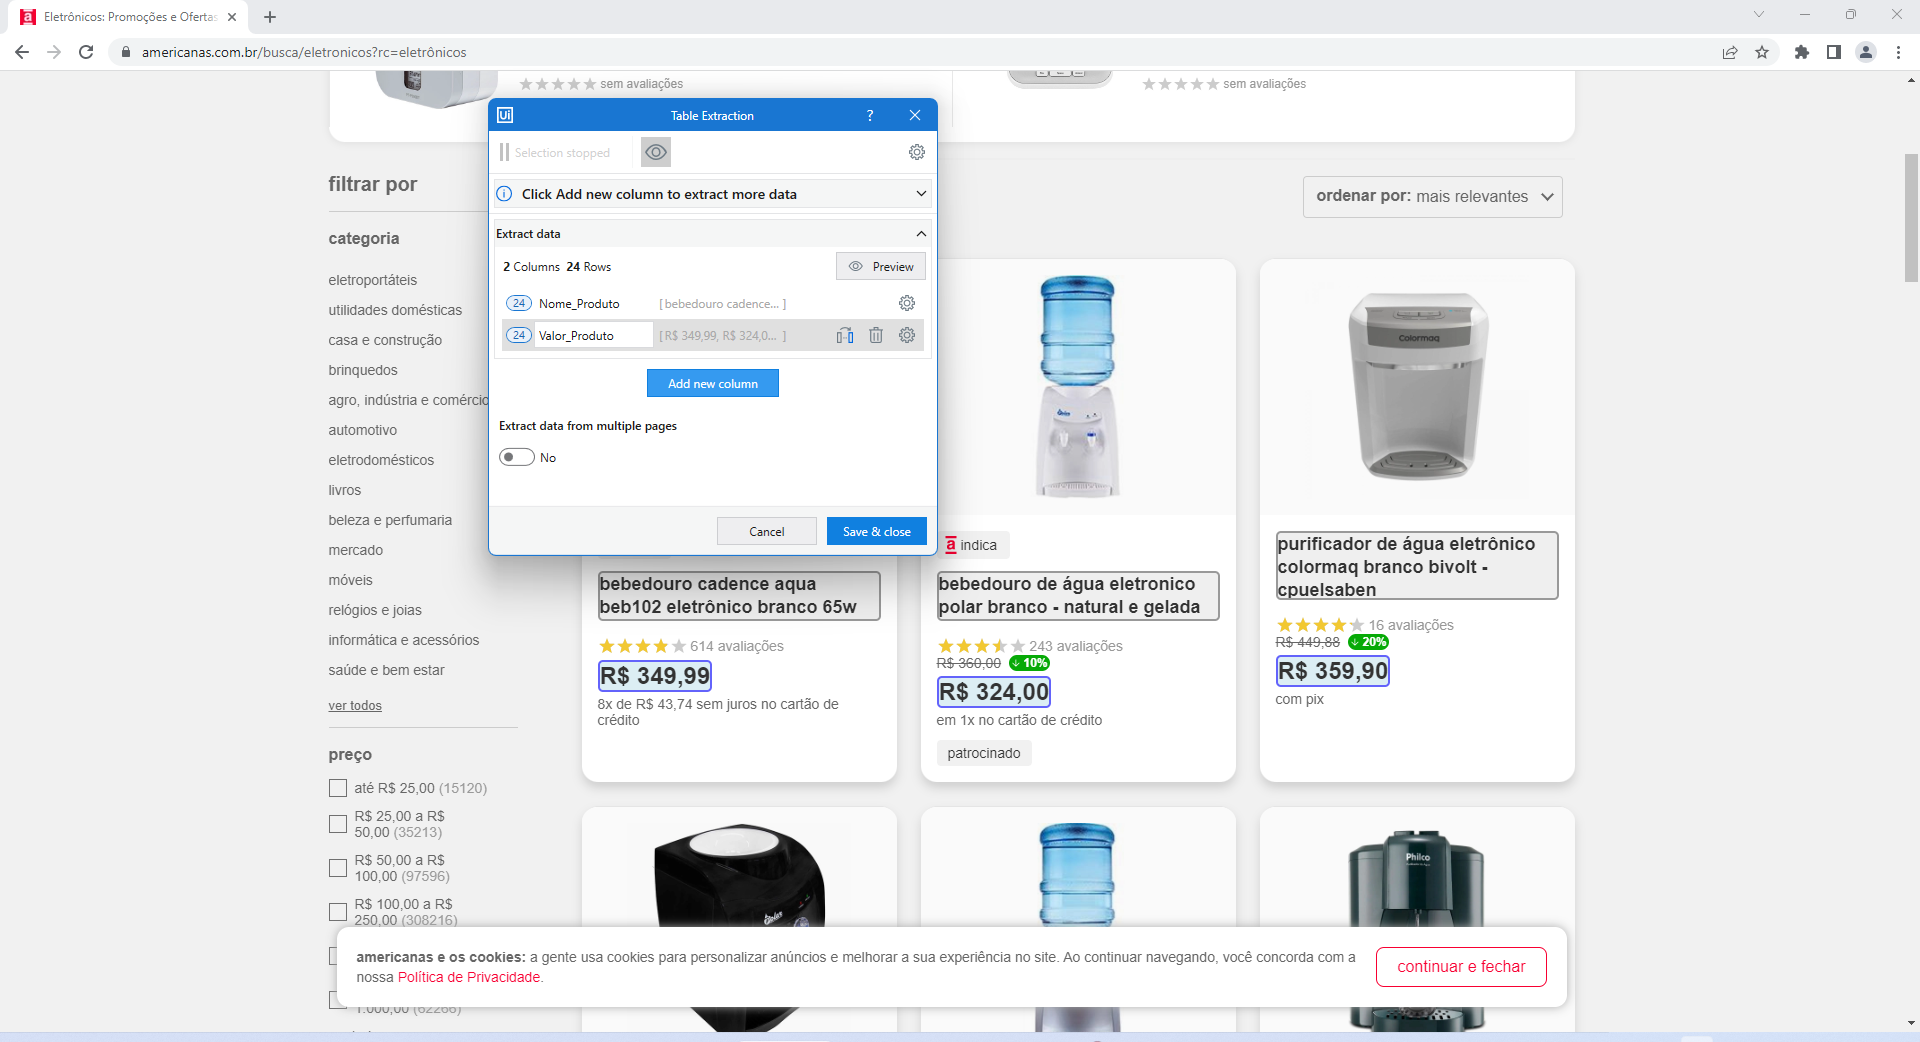 Eletrônicos: Promoções e Ofertas
americanas.com.br/busca/eletronicos?rc=eletrônicos
sem avaliações
sem avaliações
Ui
Table Extraction
?
Selection stopped
Click Add new column to extract more data
Extract data
2 Columns 24 Rows
Preview
24 Nome_Produto [ bebedouro cadence... ]
24 Valor_Produto [ R$ 349,99, R$ 324,0... ]
Add new column
Extract data from multiple pages
No
Cancel
Save & close
filtrar por
categoria
eletroportáteis
utilidades domésticas
casa e construção
brinquedos
agro, indústria e comércio
automotivo
eletrodomésticos
livros
beleza e perfumaria
mercado
móveis
relógios e joias
informática e acessórios
saúde e bem estar
ver todos
preço
até R$ 25,00 (15120)
R$ 25,00 a R$
50,00 (35213)
R$ 50,00 a R$
100,00 (97596)
R$ 100,00 a R$
250,00 (308216)
1.000,00 (62266)
ordenar por: mais relevantes
bebedouro cadence aqua
beb102 eletrônico branco 65w
614 avaliações
R$ 349,99
8x de R$ 43,74 sem juros no cartão de
crédito
a indica
bebedouro de água eletronico
polar branco - natural e gelada
243 avaliações
R$ 360,00 10%
R$ 324,00
em 1x no cartão de crédito
patrocinado
Colormaq
purificador de água eletrônico
colormaq branco bivolt -
cpuelsaben
16 avaliações
R$ 449,88 20%
R$ 359,90
com pix
Philco
americanas e os cookies: a gente usa cookies para personalizar anúncios e melhorar a sua experiência no site. Ao continuar navegando, você concorda com a
nossa Política de Privacidade.
continuar e fechar